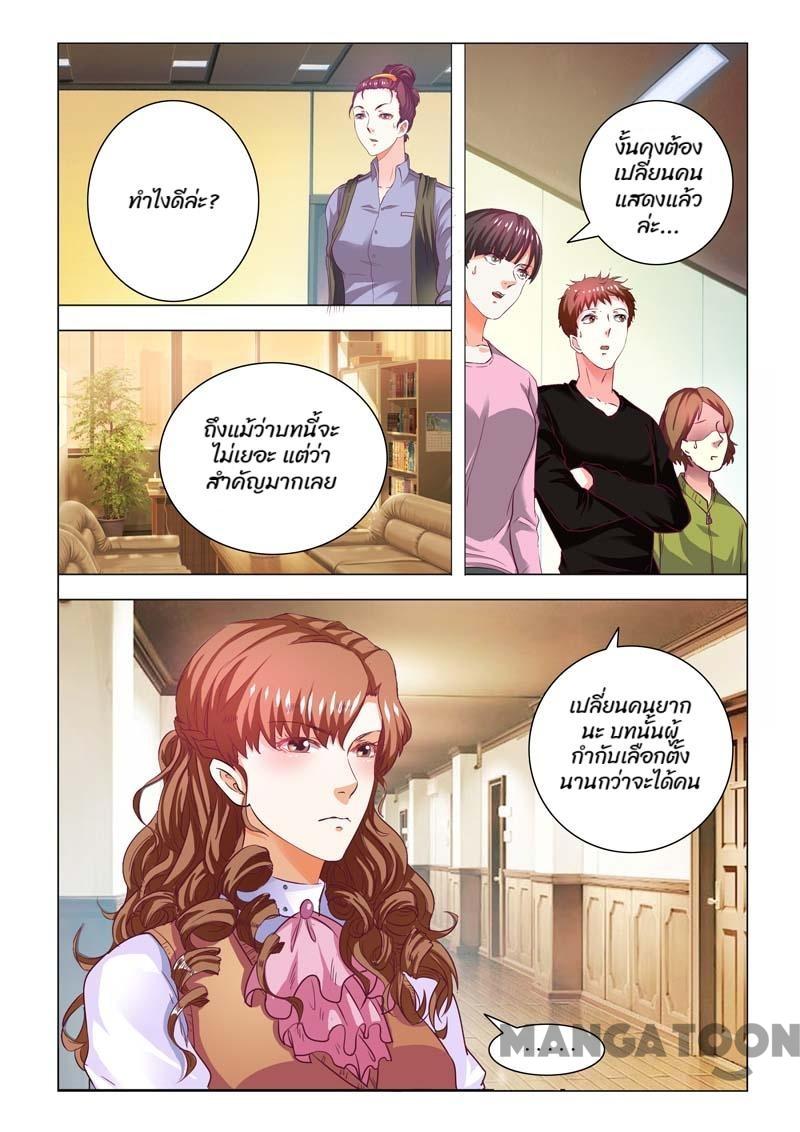 ทำไงดีล่ะ?
งั้นคงต้อง
เปลี่ยนคน
แสดงแล้ว
ล่ะ...
ถึงแม้ว่าบทนี้จะ
ไม่เยอะ แต่ว่า
สำคัญมากเลย
เปลี่ยนคนยาก
นะ บทนั้นผู้
กำกับเลือกตั้ง
นานกว่าจะได้คน
.....
MANGATOON